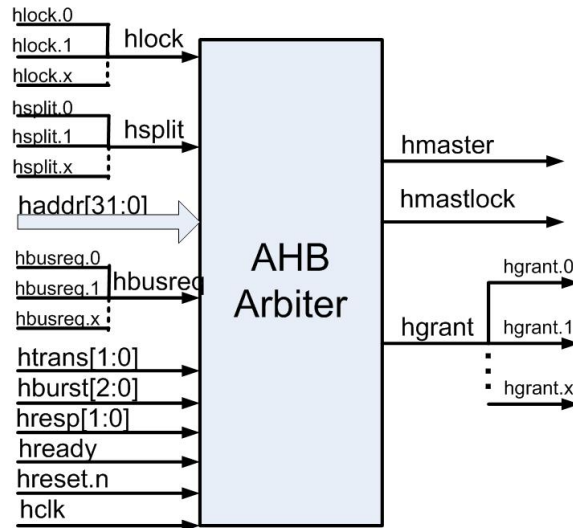 hlock.0
hlock.1
hlock
hlock.x
hsplit.0
hsplit.1
hsplit
hsplit.x
haddr[31:0]
hbusreq.0
hbusreq.1
hbusreq
hbusreq.x
htrans[1:0]
hburst[2:0]
hresp[1:0]
hready
hreset.n
hclk
AHB
Arbiter
hmaster
hmastlock
hgrant
hgrant.0
hgrant.1
hgrant.x